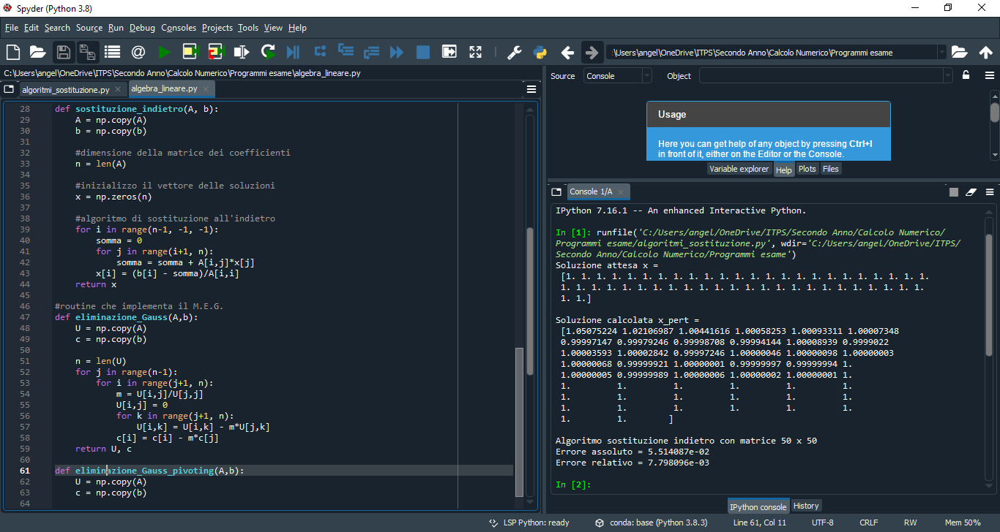 Spyder (Python 3.8)
File Edit Search Source Run Debug Consoles Projects Tools View Help
:\Users\angel\OneDrive\ITPS\Secondo Anno\Calcolo Numerico\Programmi esame
C:\Users\angel\OneDrive\ITPS\Secondo Anno\Calcolo Numerico\Programmi esame\algebra_lineare.py
algoritmi_sostituzione.py algebra_lineare.py
28 def sostituzione_indietro(A, b):
29 A = np.copy(A)
30 b = np.copy(b)
31
32 #dimensione della matrice dei coefficienti
33 n = len(A)
34
35 #inizializzo il vettore delle soluzioni
36 x = np.zeros(n)
37
38 #algoritmo di sostituzione all'indietro
39 for i in range(n-1, -1, -1):
40 somma = 0
41 for j in range(i+1, n):
42 somma = somma + A[i,j]*x[j]
43 x[i] = (b[i] - somma)/A[i,i]
44 return x
45
46 #routine che implementa il M.E.G.
47 def eliminazione_Gauss(A,b):
48 U = np.copy(A)
49 c = np.copy(b)
50
51 n = len(U)
52 for j in range(n-1):
53 for i in range(j+1, n):
54 m = U[i,j]/U[j,j]
55 U[i,j] = 0
56 for k in range(j+1, n):
57 U[i,k] = U[i,k] - m*U[j,k]
58 c[i] = c[i] - m*c[j]
59 return U, c
60
61 def eliminazione_Gauss_pivoting(A,b):
62 U = np.copy(A)
63 c = np.copy(b)
64
Source Console Object
Usage
Here you can get help of any object by pressing Ctrl+I
in front of it, either on the Editor or the Console.
Variable explorer Help Plots Files
Console 1/A
IPython 7.16.1 -- An enhanced Interactive Python.
In [1]: runfile('C:/Users/angel/OneDrive/ITPS/Secondo Anno/Calcolo Numerico/
Programmi esame/algoritmi_sostituzione.py', wdir='C:/Users/angel/OneDrive/ITPS/
Secondo Anno/Calcolo Numerico/Programmi esame')
Soluzione attesa x =
[1. 1. 1. 1. 1. 1. 1. 1. 1. 1. 1. 1. 1. 1. 1. 1. 1. 1. 1. 1. 1. 1. 1. 1.
1. 1. 1. 1. 1. 1. 1. 1. 1. 1. 1. 1. 1. 1. 1. 1. 1. 1. 1. 1. 1. 1. 1. 1.
1. 1.]
Soluzione calcolata x_pert =
[1.05075224 1.02106987 1.00441616 1.00058253 1.00093311 1.00007348
0.99997147 0.99979246 0.99998708 0.99994144 1.00008939 0.9999022
1.00003593 1.00002842 0.99997246 1.00000046 1.00000098 1.00000003
1.00000068 0.99999921 1.00000001 0.99999997 0.99999994 1.
1.00000005 0.99999989 1.00000006 1.00000002 1.00000001 1.
1. 1. 1. 1. 1. 1.
1. 1. 1. 1. 1. 1.
1. 1. 1. 1. 1. 1.
1. 1. ]
Algoritmo sostituzione indietro con matrice 50 x 50
Errore assoluto = 5.514087e-02
Errore relativo = 7.798096e-03
In [2]:
IPython console History
LSP Python: ready conda: base (Python 3.8.3) Line 61, Col 11 UTF-8 CRLF RW Mem 50%